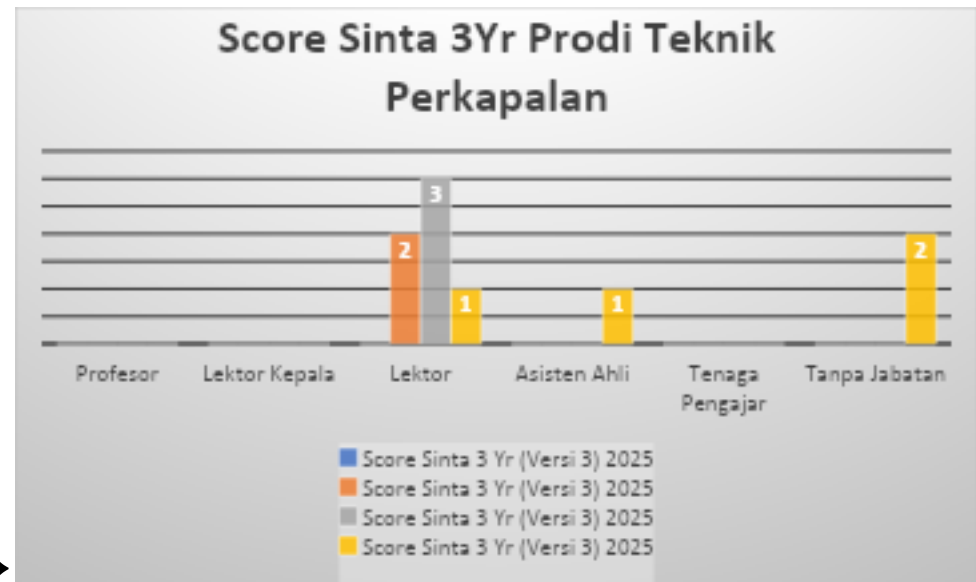 Score Sinta 3Yr Prodi Teknik
Perkapalan
3
2
2
1
1
Profesor
Lektor Kepala
Lektor
Asisten Ahli
Tenaga
Pengajar
Tanpa Jabatan
Score Sinta 3 Yr (Versi 3) 2025
Score Sinta 3 Yr (Versi 3) 2025
Score Sinta 3 Yr (Versi 3) 2025
Score Sinta 3 Yr (Versi 3) 2025